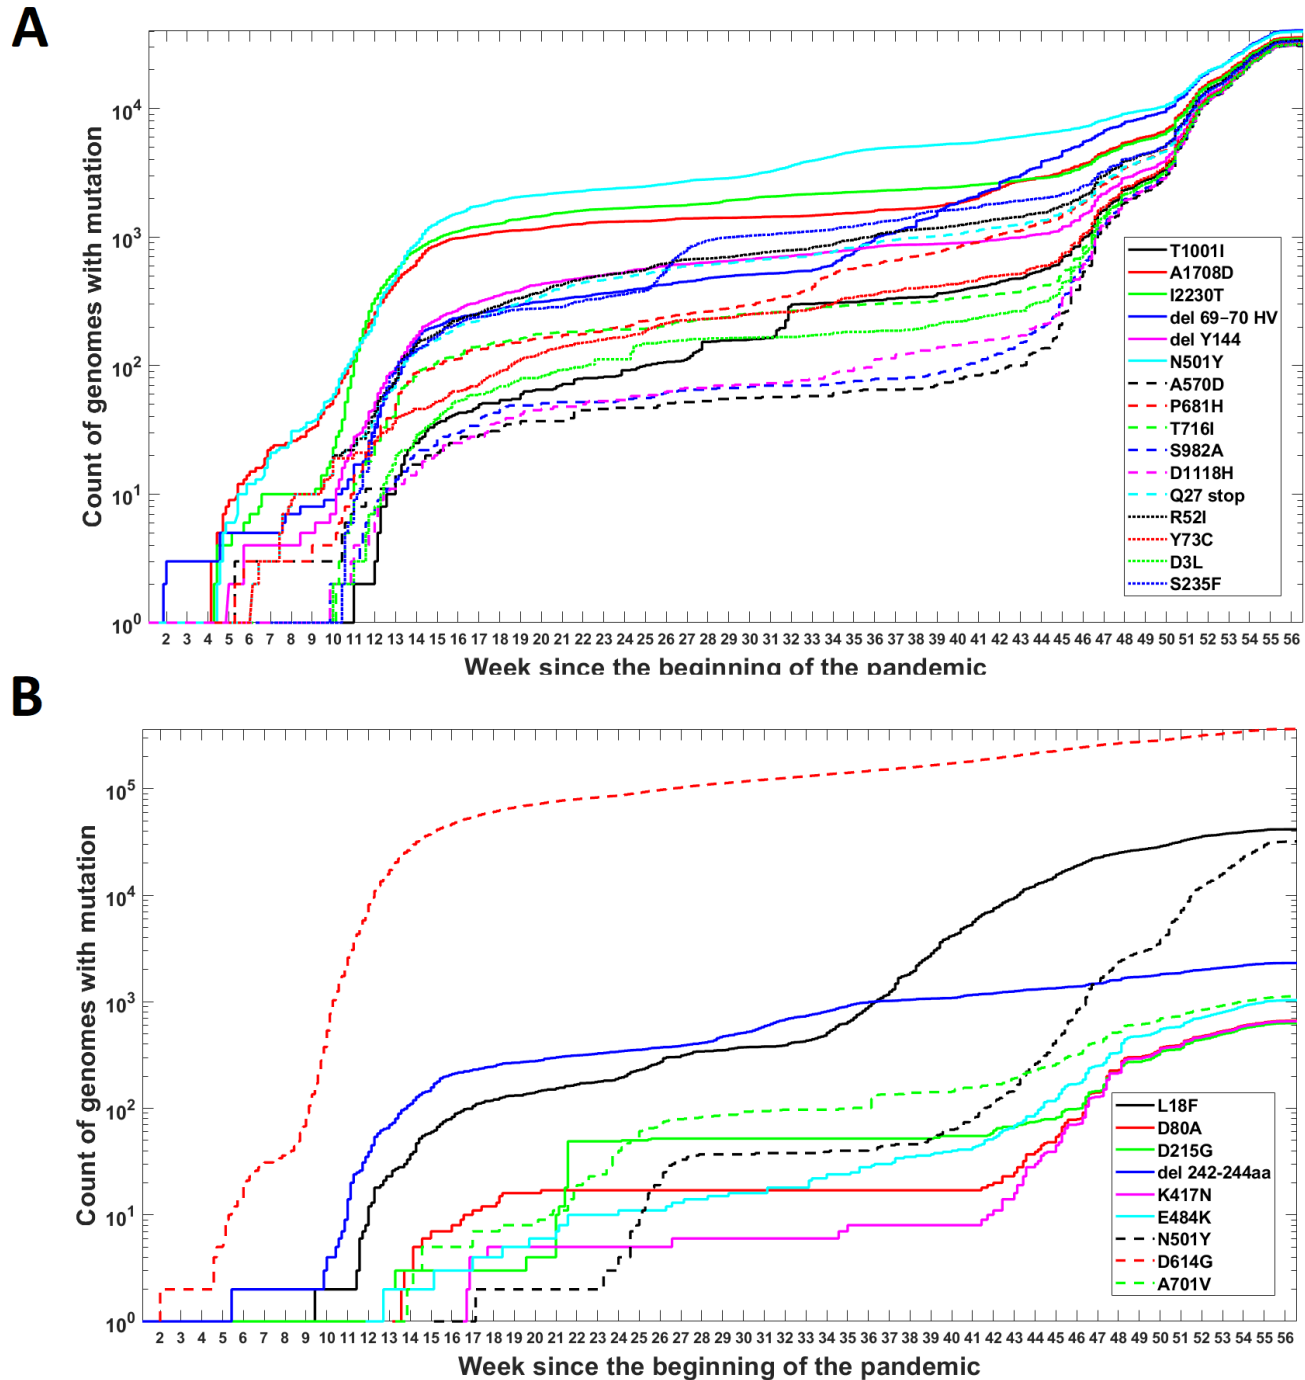 A
Count of genomes with mutation
10^4
10^3
10^2
10^1
10^0
T1001I
A1708D
I2230T
del 69–70 HV
del Y144
N501Y
A570D
P681H
T716I
S982A
D1118H
Q27 stop
R52I
Y73C
D3L
S235F
2 3 4 5 6 7 8 9 10 11 12 13 14 15 16 17 18 19 20 21 22 23 24 25 26 27 28 29 30 31 32 33 34 35 36 37 38 39 40 41 42 43 44 45 46 47 48 50 51 52 53 54 55 56
Week since the beginning of the pandemic
B
Count of genomes with mutation
10^5
10^4
10^3
10^2
10^1
10^0
L18F
D80A
D215G
del 242-244aa
K417N
E484K
N501Y
D614G
A701V
2 3 4 5 6 7 8 9 10 11 12 13 14 15 16 17 18 19 20 21 22 23 24 25 26 27 28 29 30 31 32 33 34 35 36 37 38 39 40 41 42 43 44 45 46 47 48 49 50 51 52 53 54 55 56
Week since the beginning of the pandemic